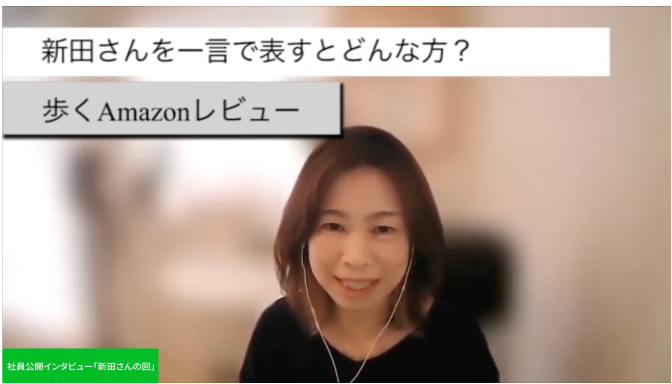 新田さんを一言で表すとどんな方？
歩くAmazonレビュー
社員公開インタビュー「新田さんの回」